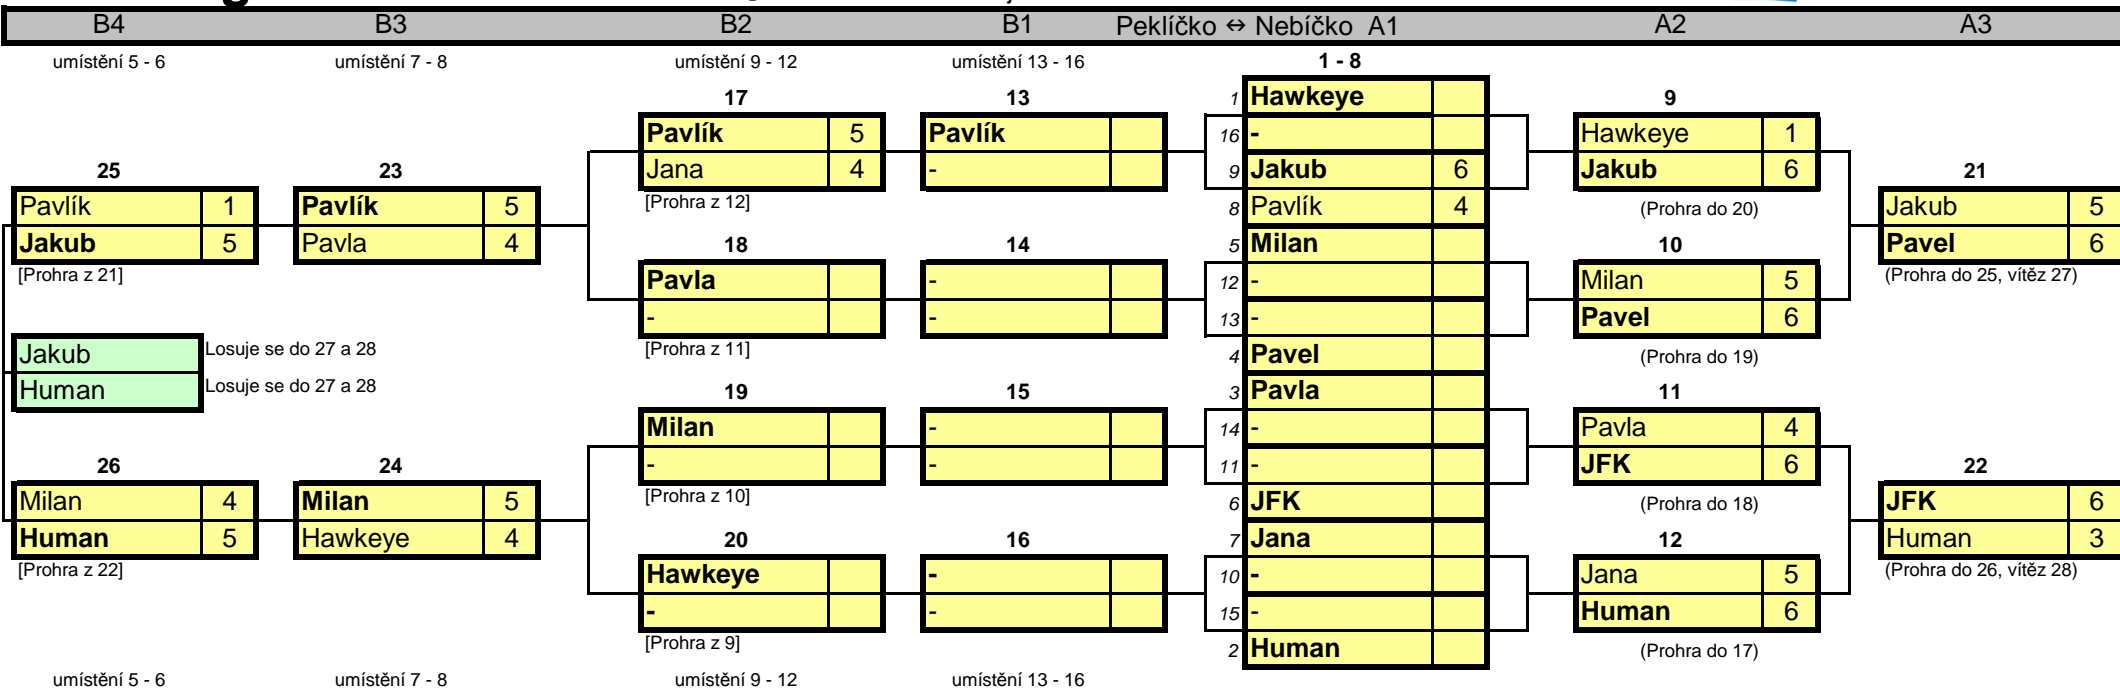 B4 B3 B2 B1 Peklíčko ↔ Nebíčko A1 A2 A3
umístění 5 - 6 umístění 7 - 8 umístění 9 - 12 umístění 13 - 16 1 - 8
17 13 1 Hawkeye 9
Pavlík 5 Pavlík 16 - Hawkeye 1
25 23 Jana 4 - 9 Jakub 6 Jakub 6 21
Pavlík 1 Pavlík 5 [Prohra z 12] 8 Pavlík 4 (Prohra do 20) Jakub 5
Jakub 5 Pavla 4 18 14 5 Milan 10 Pavel 6
[Prohra z 21] Pavla - 12 - Milan 5 (Prohra do 25, vítěz 27)
- - 13 - Pavel 6
Jakub Losuje se do 27 a 28 [Prohra z 11] 4 Pavel (Prohra do 19)
Human Losuje se do 27 a 28 19 15 3 Pavla 11
Milan - 14 - Pavla 4
26 24 - - 11 - JFK 6 22
Milan 4 Milan 5 [Prohra z 10] 6 JFK (Prohra do 18) JFK 6
Human 5 Hawkeye 4 20 16 7 Jana 12 Human 3
[Prohra z 22] Hawkeye - 10 - Jana 5 (Prohra do 26, vítěz 28)
- - 15 - Human 6
[Prohra z 9] 2 Human (Prohra do 17)
umístění 5 - 6 umístění 7 - 8 umístění 9 - 12 umístění 13 - 16